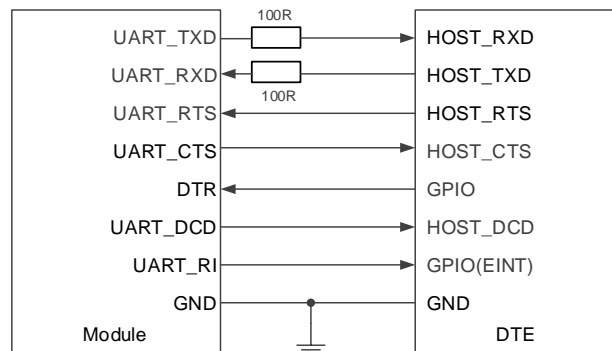 100R
UART_TXD HOST_RXD
UART_RXD HOST_TXD
100R
UART_RTS HOST_RTS
UART_CTS HOST_CTS
DTR GPIO
UART_DCD HOST_DCD
UART_RI GPIO(EINT)
GND GND
Module DTE